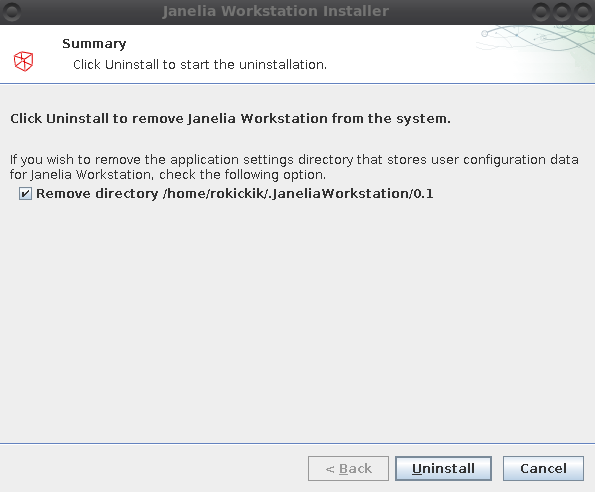 Janelia Workstation Installer
Summary
Click Uninstall to start the uninstallation.
Click Uninstall to remove Janelia Workstation from the system.
If you wish to remove the application settings directory that stores user configuration data
for Janelia Workstation, check the following option.
Remove directory /home/rokickik/.JaneliaWorkstation/0.1
< Back Uninstall Cancel